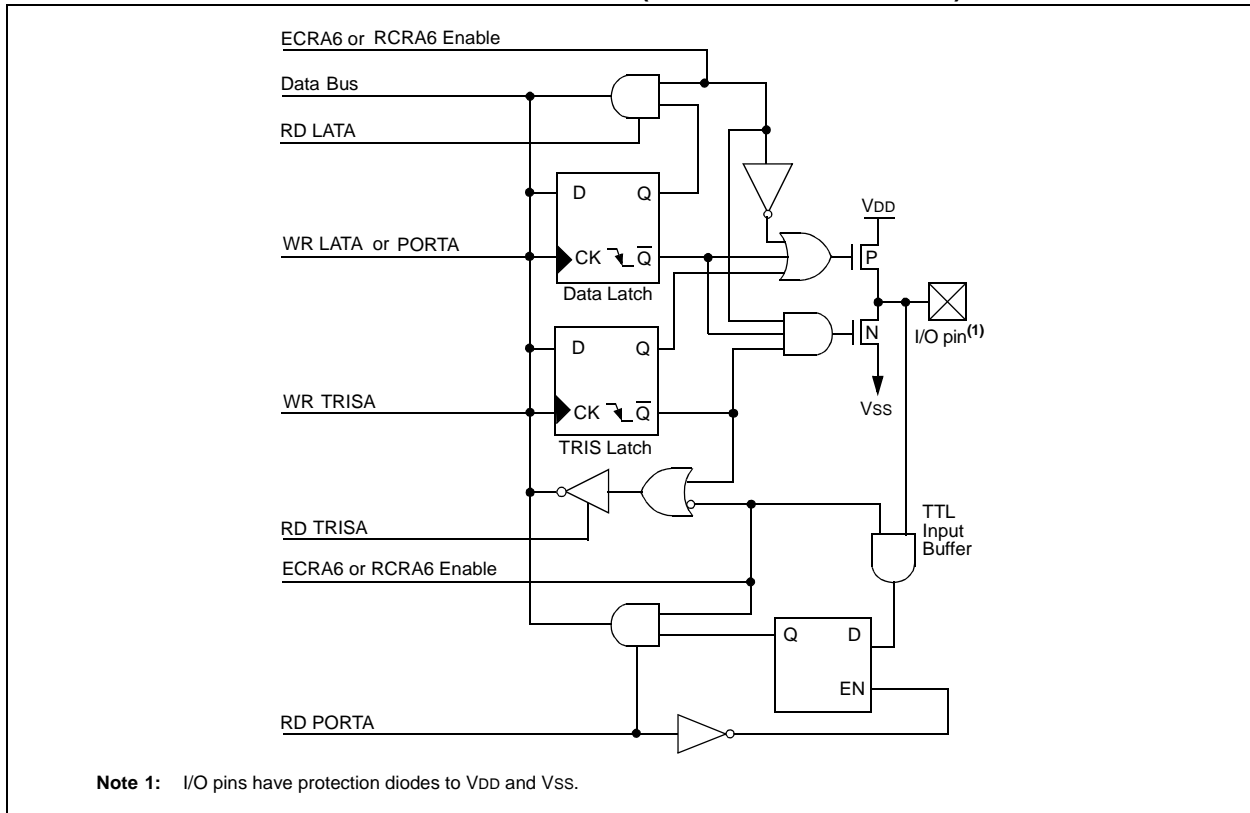 ECRA6 or RCRA6 Enable
Data Bus
RD LATA
D Q
VDD
WR LATA or PORTA
CK Q
P
Data Latch
I/O pin(1)
N
D Q
WR TRISA
CK Q
VSS
TRIS Latch
TTL
Input
Buffer
RD TRISA
ECRA6 or RCRA6 Enable
Q D
EN
RD PORTA
Note 1: I/O pins have protection diodes to VDD and VSS.